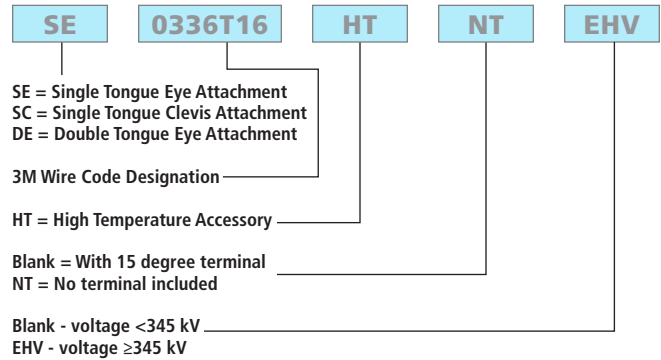 SE 0336T16 HT NT EHV
SE = Single Tongue Eye Attachment
SC = Single Tongue Clevis Attachment
DE = Double Tongue Eye Attachment
3M Wire Code Designation
HT = High Temperature Accessory
Blank = With 15 degree terminal
NT = No terminal included
Blank - voltage <345 kV
EHV - voltage ≥345 kV